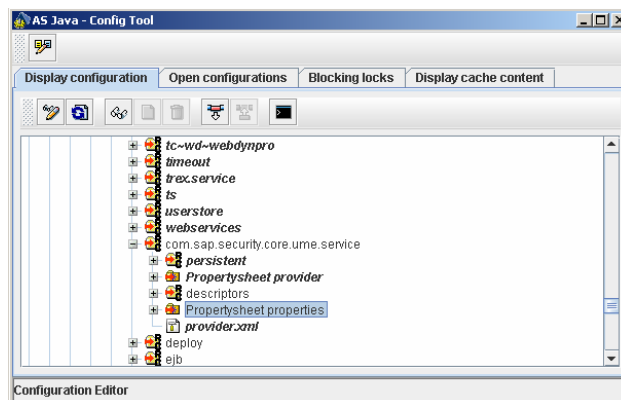 AS Java - Config Tool
Display configuration Open configurations Blocking locks Display cache content
tc~wd~webdynpro
timeout
trex.service
ts
userstore
webservices
com.sap.security.core.ume.service
persistent
Propertysheet provider
descriptors
Propertysheet properties
provider.xml
deploy
ejb
Configuration Editor